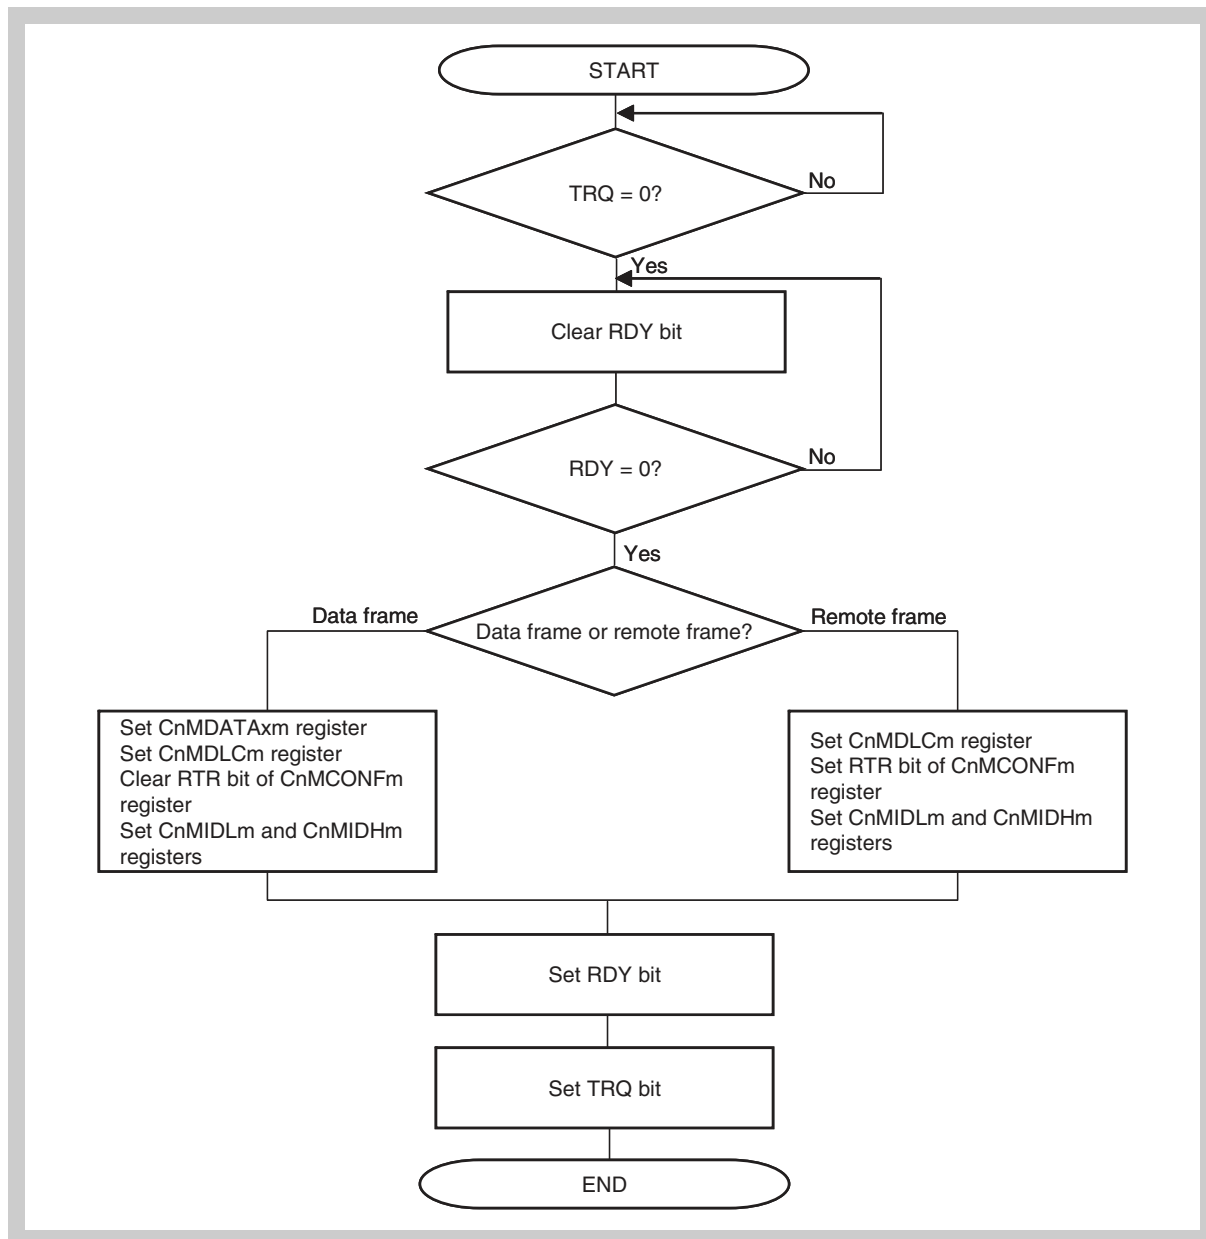 START
TRQ = 0?
No
Yes
Clear RDY bit
RDY = 0?
No
Yes
Data frame
Data frame or remote frame?
Remote frame
Set CnMDATAxm register
Set CnMDLCm register
Clear RTR bit of CnMCONFm
register
Set CnMIDLm and CnMIDHm
registers
Set CnMDLCm register
Set RTR bit of CnMCONFm
register
Set CnMIDLm and CnMIDHm
registers
Set RDY bit
Set TRQ bit
END